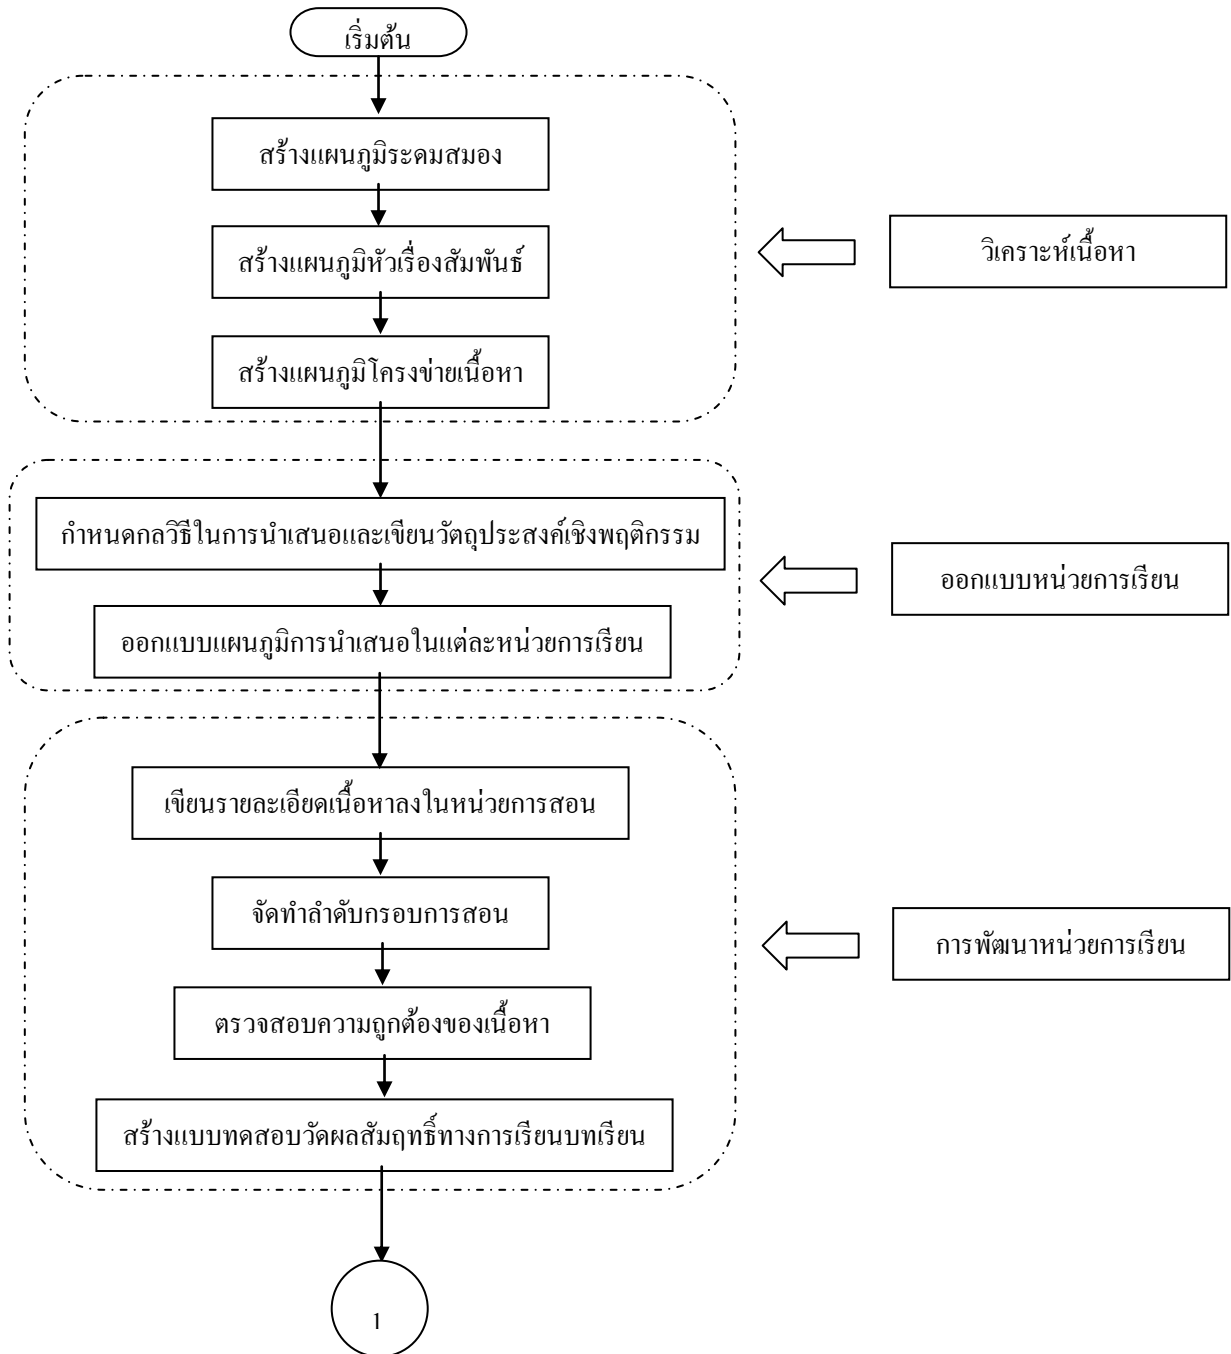 เริ่มต้น
สร้างแผนภูมิระดมสมอง
สร้างแผนภูมิหัวเรื่องสัมพันธ์
วิเคราะห์เนื้อหา
สร้างแผนภูมิโครงข่ายเนื้อหา
กำหนดกลวิธีในการนำเสนอและเขียนวัตถุประสงค์เชิงพฤติกรรม
ออกแบบหน่วยการเรียน
ออกแบบแผนภูมิการนำเสนอในแต่ละหน่วยการเรียน
เขียนรายละเอียดเนื้อหาลงในหน่วยการสอน
จัดทำลำดับกรอบการสอน
การพัฒนาหน่วยการเรียน
ตรวจสอบความถูกต้องของเนื้อหา
สร้างแบบทดสอบวัดผลสัมฤทธิ์ทางการเรียนบทเรียน
1